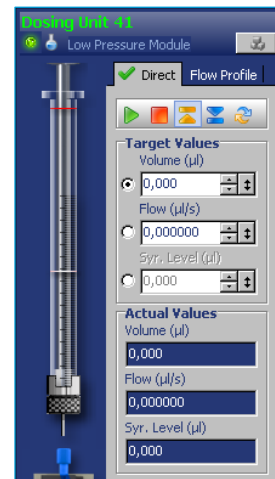 Dosing Unit 41
Low Pressure Module
Direct
Flow Profile
Target Values
Volume (µl)
0,000
Flow (µl/s)
0,000000
Syr. Level (µl)
0,000
Actual Values
Volume (µl)
0,000
Flow (µl/s)
0,000000
Syr. Level (µl)
0,000